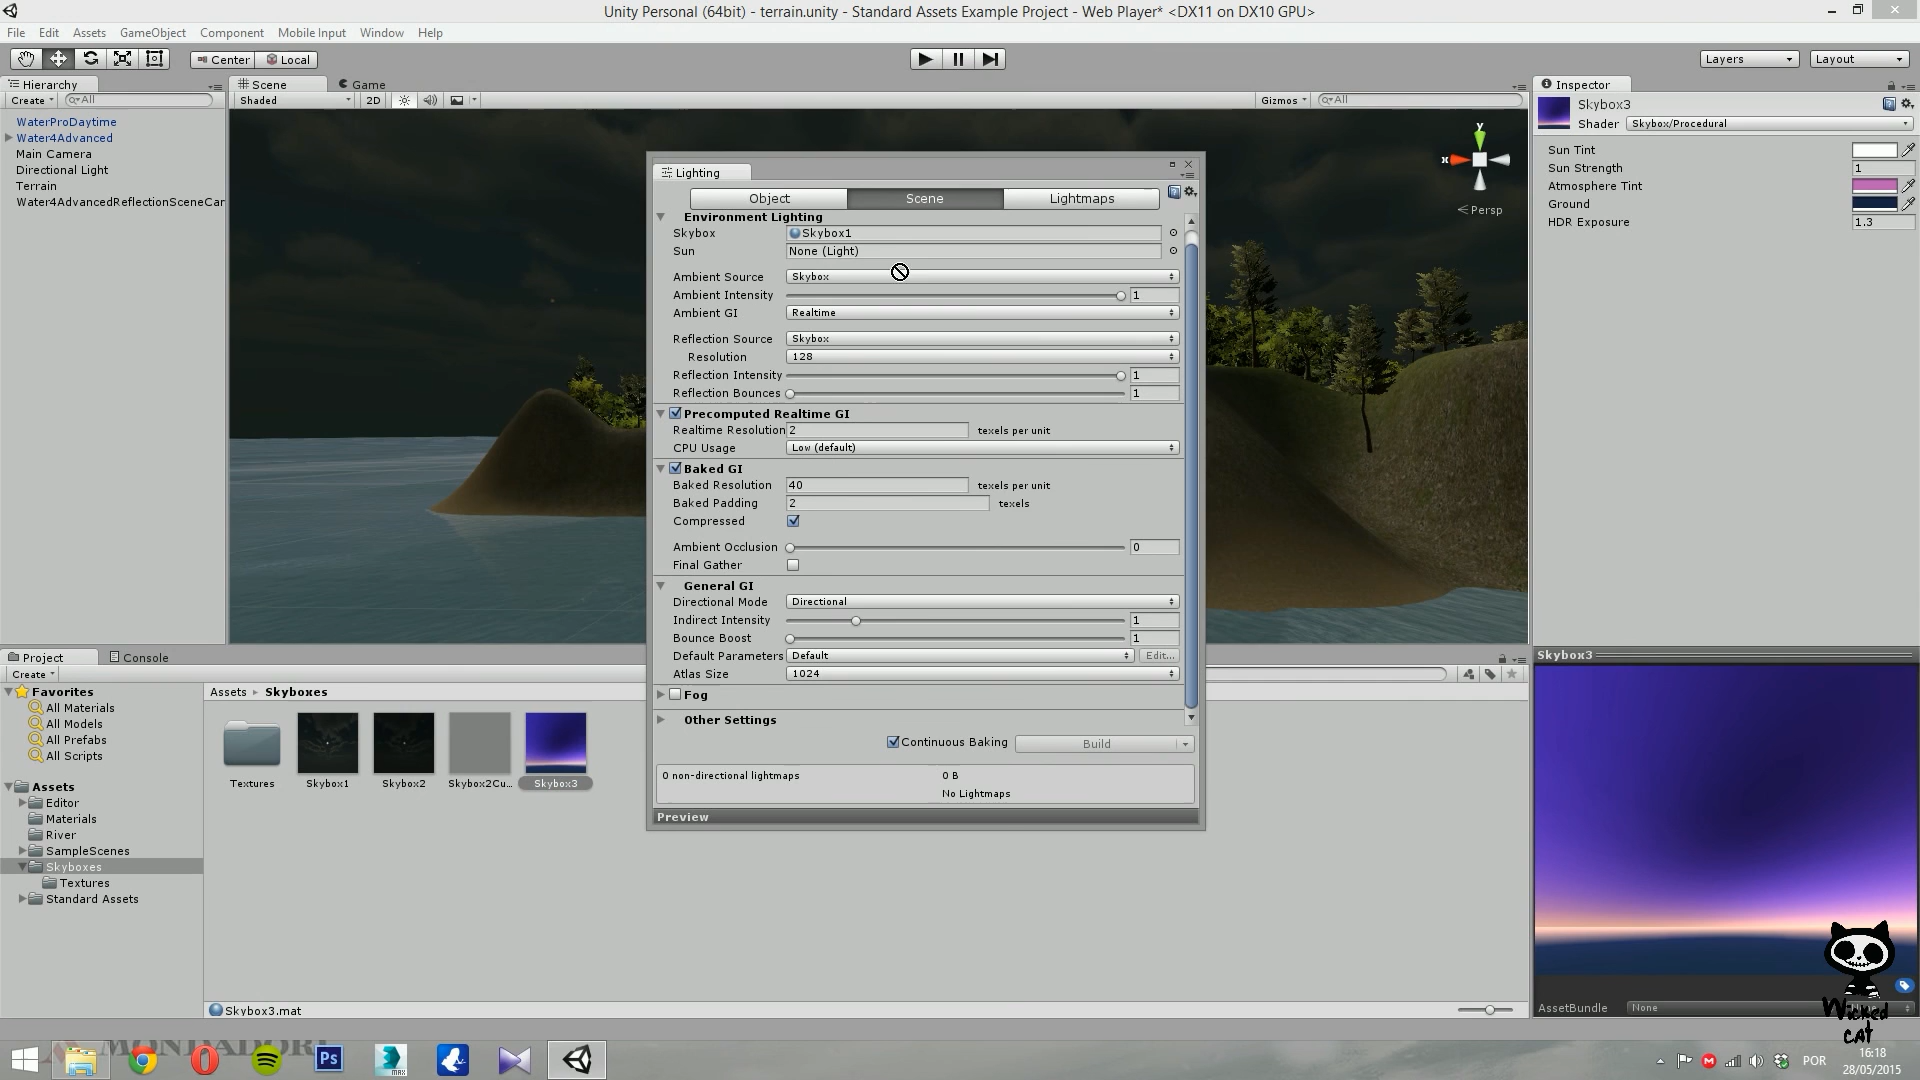 Unity Personal (64bit) - terrain.unity - Standard Assets Example Project - Web Player* <DX11 on DX10 GPU>
File Edit Assets GameObject Component Mobile Input Window Help
Center Local
Layers Layout
Hierarchy
Create All
WaterProDaytime
Water4Advanced
Main Camera
Directional Light
Terrain
Water4AdvancedReflectionSceneCar
Scene Game
Shaded 2D Gizmos All
y
x
Persp
Lighting
Object Scene Lightmaps
Environment Lighting
Skybox Skybox1
Sun None (Light)
Ambient Source Skybox
Ambient Intensity 1
Ambient GI Realtime
Reflection Source Skybox
Resolution 128
Reflection Intensity 1
Reflection Bounces 1
Precomputed Realtime GI
Realtime Resolution 2 texels per unit
CPU Usage Low (default)
Baked GI
Baked Resolution 40 texels per unit
Baked Padding 2 texels
Compressed
Ambient Occlusion 0
Final Gather
General GI
Directional Mode Directional
Indirect Intensity 1
Bounce Boost 1
Default Parameters Default Edit...
Atlas Size 1024
Fog
Other Settings
Continuous Baking Build
0 non-directional lightmaps 0 B
No Lightmaps
Preview
Inspector
Skybox3
Shader Skybox/Procedural
Sun Tint
Sun Strength 1
Atmosphere Tint
Ground
HDR Exposure 1.3
Skybox3
AssetBundle None
Project Console
Create
Favorites
All Materials
All Models
All Prefabs
All Scripts
Assets
Editor
Materials
River
SampleScenes
Skyboxes
Textures
Standard Assets
Assets Skyboxes
Textures Skybox1 Skybox2 Skybox2Cu... Skybox3
Skybox3.mat
Wicked
cat
MONDADORI
Ps
MAX
POR
16:18
28/05/2015